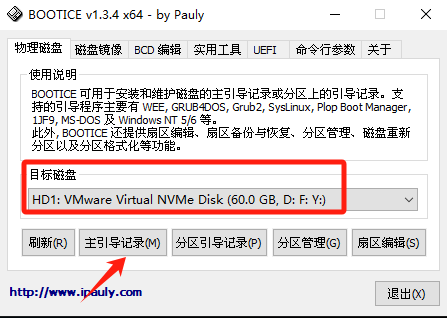 BOOTICE v1.3.4 x64 - by Pauly
物理磁盘 磁盘镜像 BCD 编辑 实用工具 UEFI 命令行参数 关于
使用说明
BOOTICE 可用于安装和维护磁盘的主引导记录或分区上的引导记录。支
持的引导程序主要有 WEE, GRUB4DOS, Grub2, SysLinux, Plop Boot Manager,
1JF9, MS-DOS 及 Windows NT 5/6 等。
此外, BOOTICE 还提供扇区编辑、扇区备份与恢复、分区管理、磁盘重新
分区以及分区格式化等功能。
目标磁盘
HD1: VMware Virtual NVMe Disk (60.0 GB, D: F: Y:)
刷新(R) 主引导记录(M) 分区引导记录(P) 分区管理(G) 扇区编辑(S)
http://www.ipauly.com 退出(X)